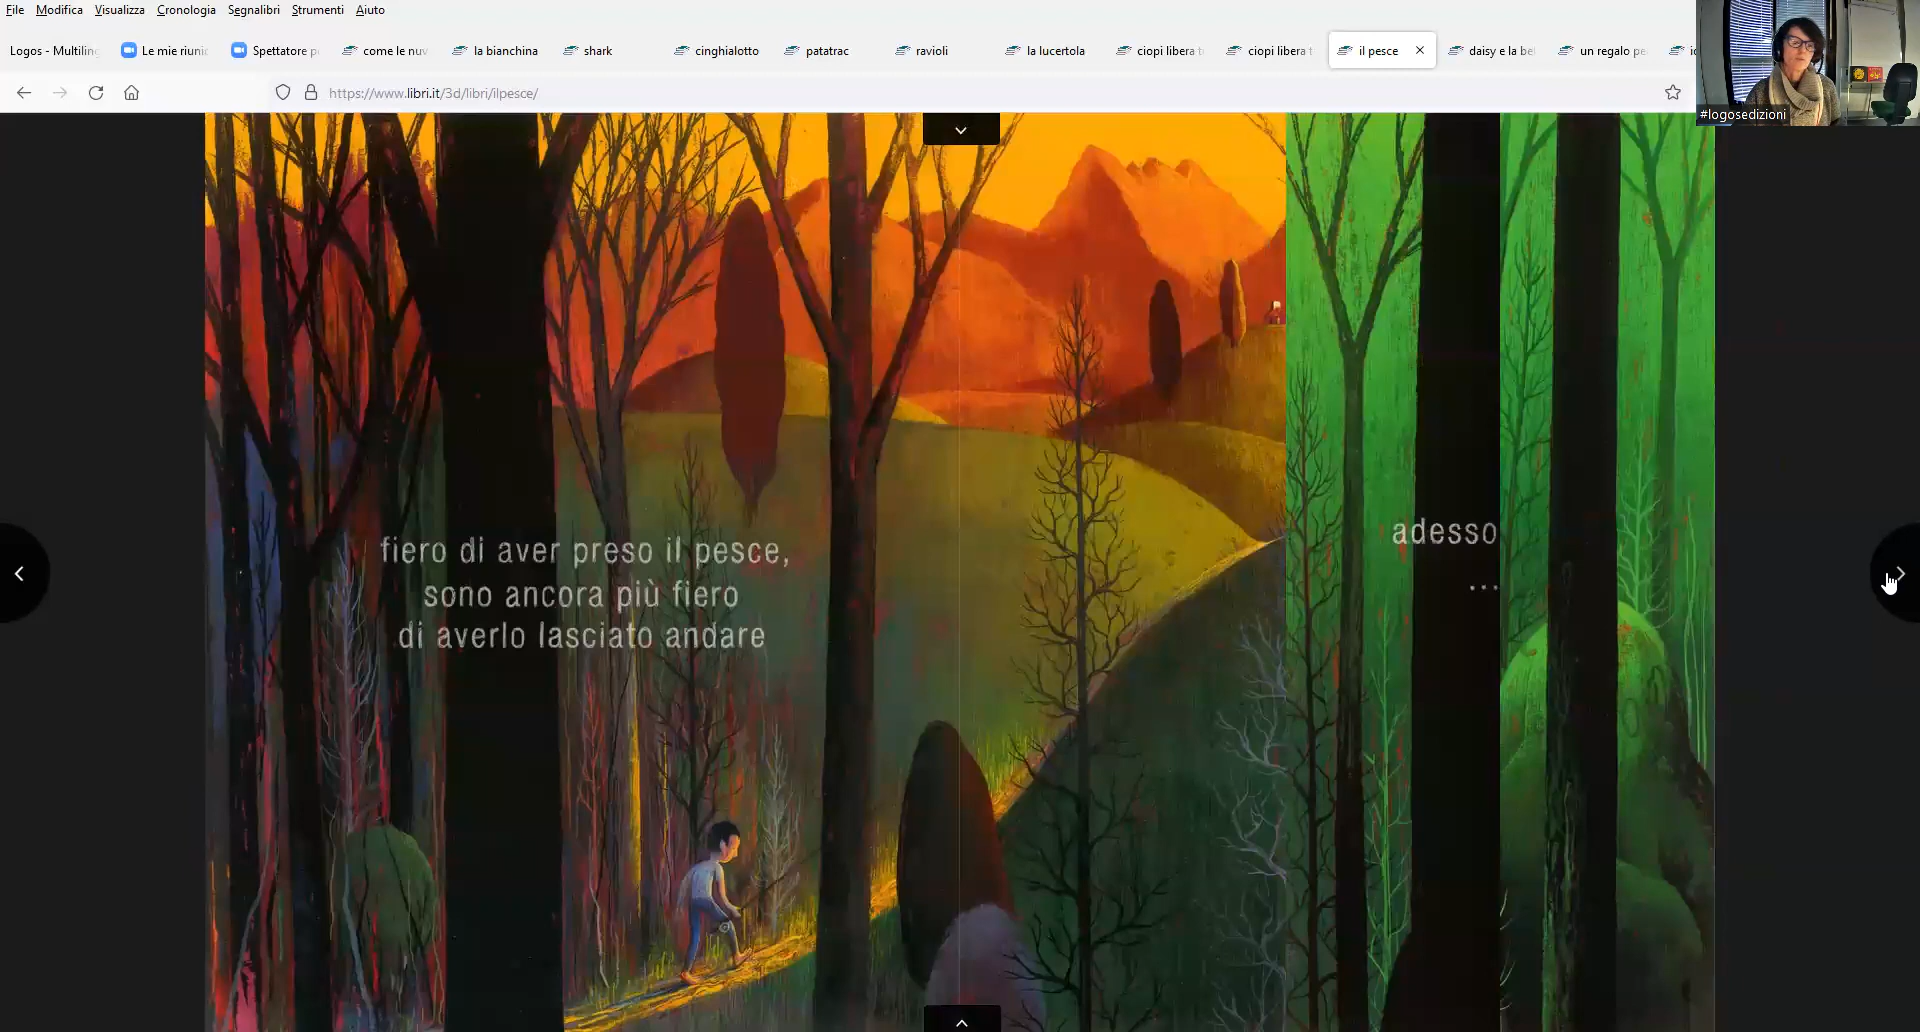 File Modifica Visualizza Cronologia Segnalibri Strumenti Aiuto
Logos - Multiling Le mie riunio Spettatore p come le nuv la bianchina shark cinghialotto patatrac ravioli la lucertola ciopi libera t ciopi libera t il pesce daisy e la be un regalo pe
https://www.libri.it/3d/libri/ilpesce/
#logosedizioni
fiero di aver preso il pesce,
sono ancora più fiero
di averlo lasciato andare
adesso
...